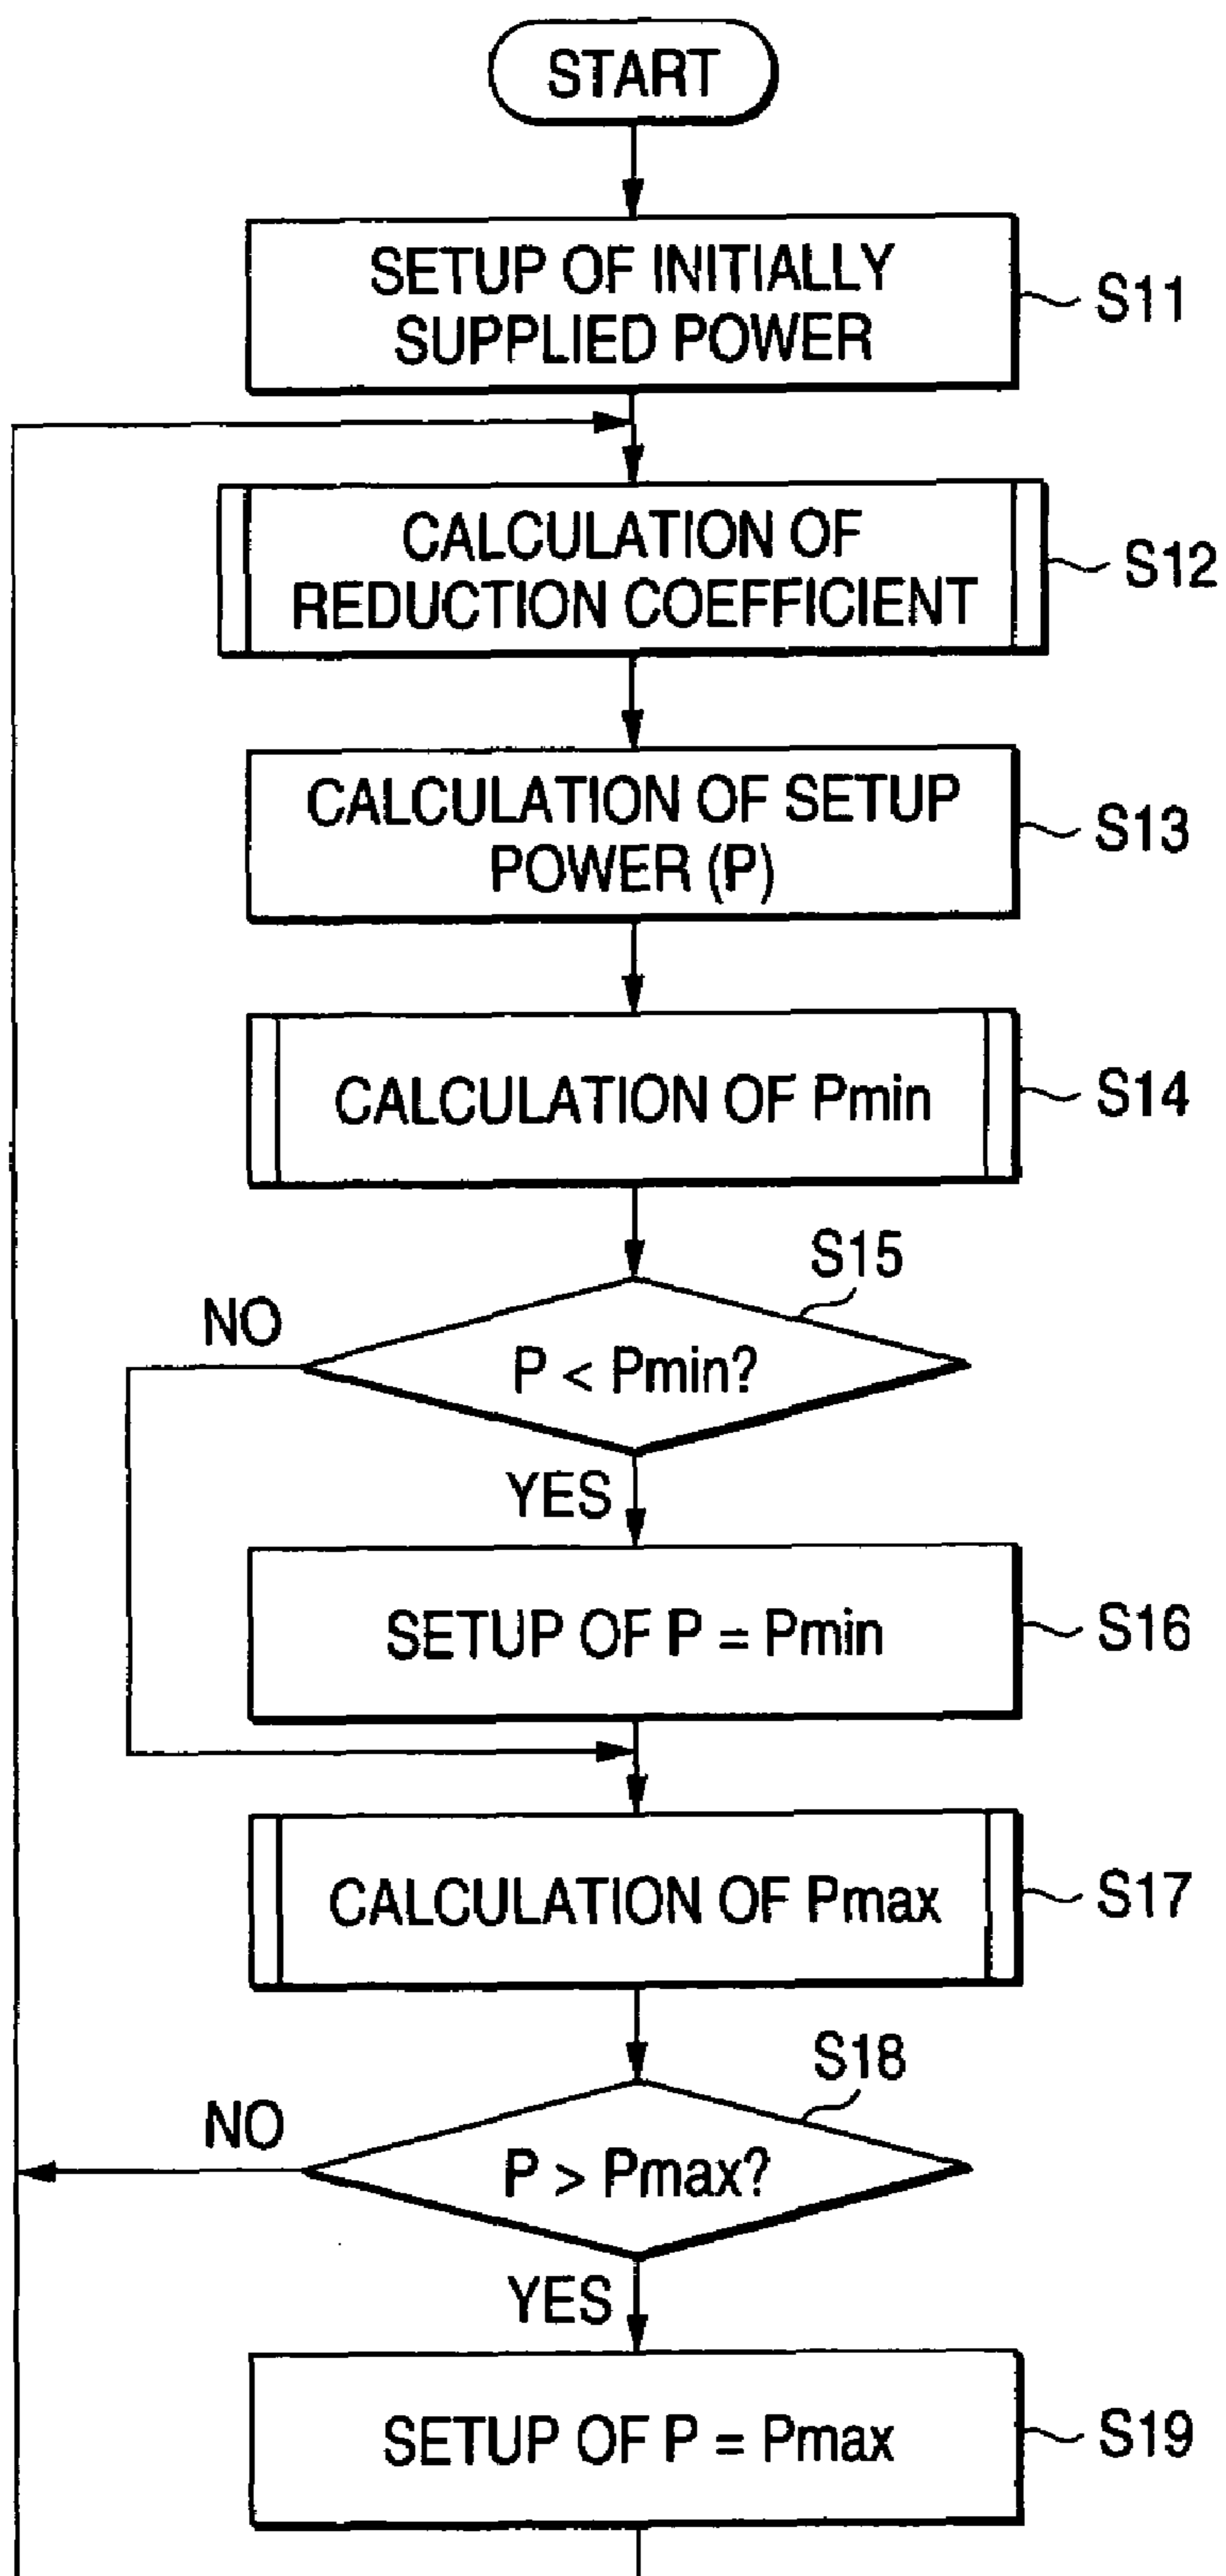 START
SETUP OF INITIALLY
SUPPLIED POWER
S11
CALCULATION OF
REDUCTION COEFFICIENT
S12
CALCULATION OF SETUP
POWER (P)
S13
CALCULATION OF Pmin
S14
S15
NO
P < Pmin?
YES
SETUP OF P = Pmin
S16
CALCULATION OF Pmax
S17
S18
NO
P > Pmax?
YES
SETUP OF P = Pmax
S19